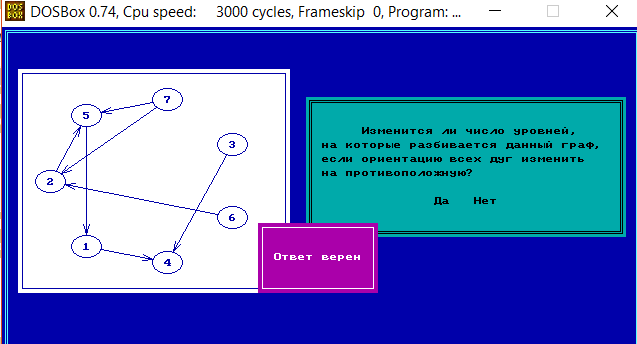 DOSBox 0.74, Cpu speed: 3000 cycles, Frameskip 0, Program: ...
7
5
3
2
6
1
4
Изменится ли число уровней,
на которые разбивается данный граф,
если ориентацию всех дуг изменить
на противоположную?
Да Нет
Ответ верен